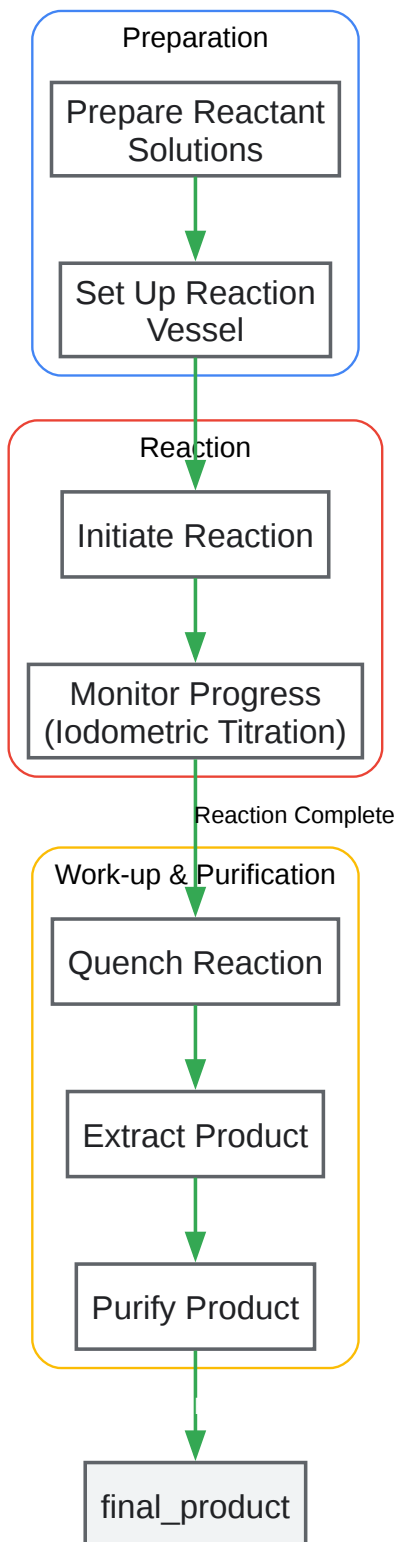 Preparation
Prepare Reactant
Solutions
Set Up Reaction
Vessel
Reaction
Initiate Reaction
Monitor Progress
(Iodometric Titration)
Reaction Complete
Work-up & Purification
Quench Reaction
Extract Product
Purify Product
final_product